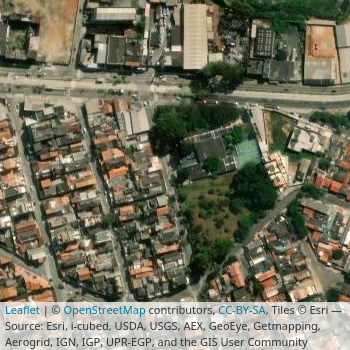 Leaflet | © OpenStreetMap contributors, CC-BY-SA, Tiles © Esri —
Source: Esri, i-cubed, USDA, USGS, AEX, GeoEye, Getmapping,
Aerogrid, IGN, IGP, UPR-EGP, and the GIS User Community